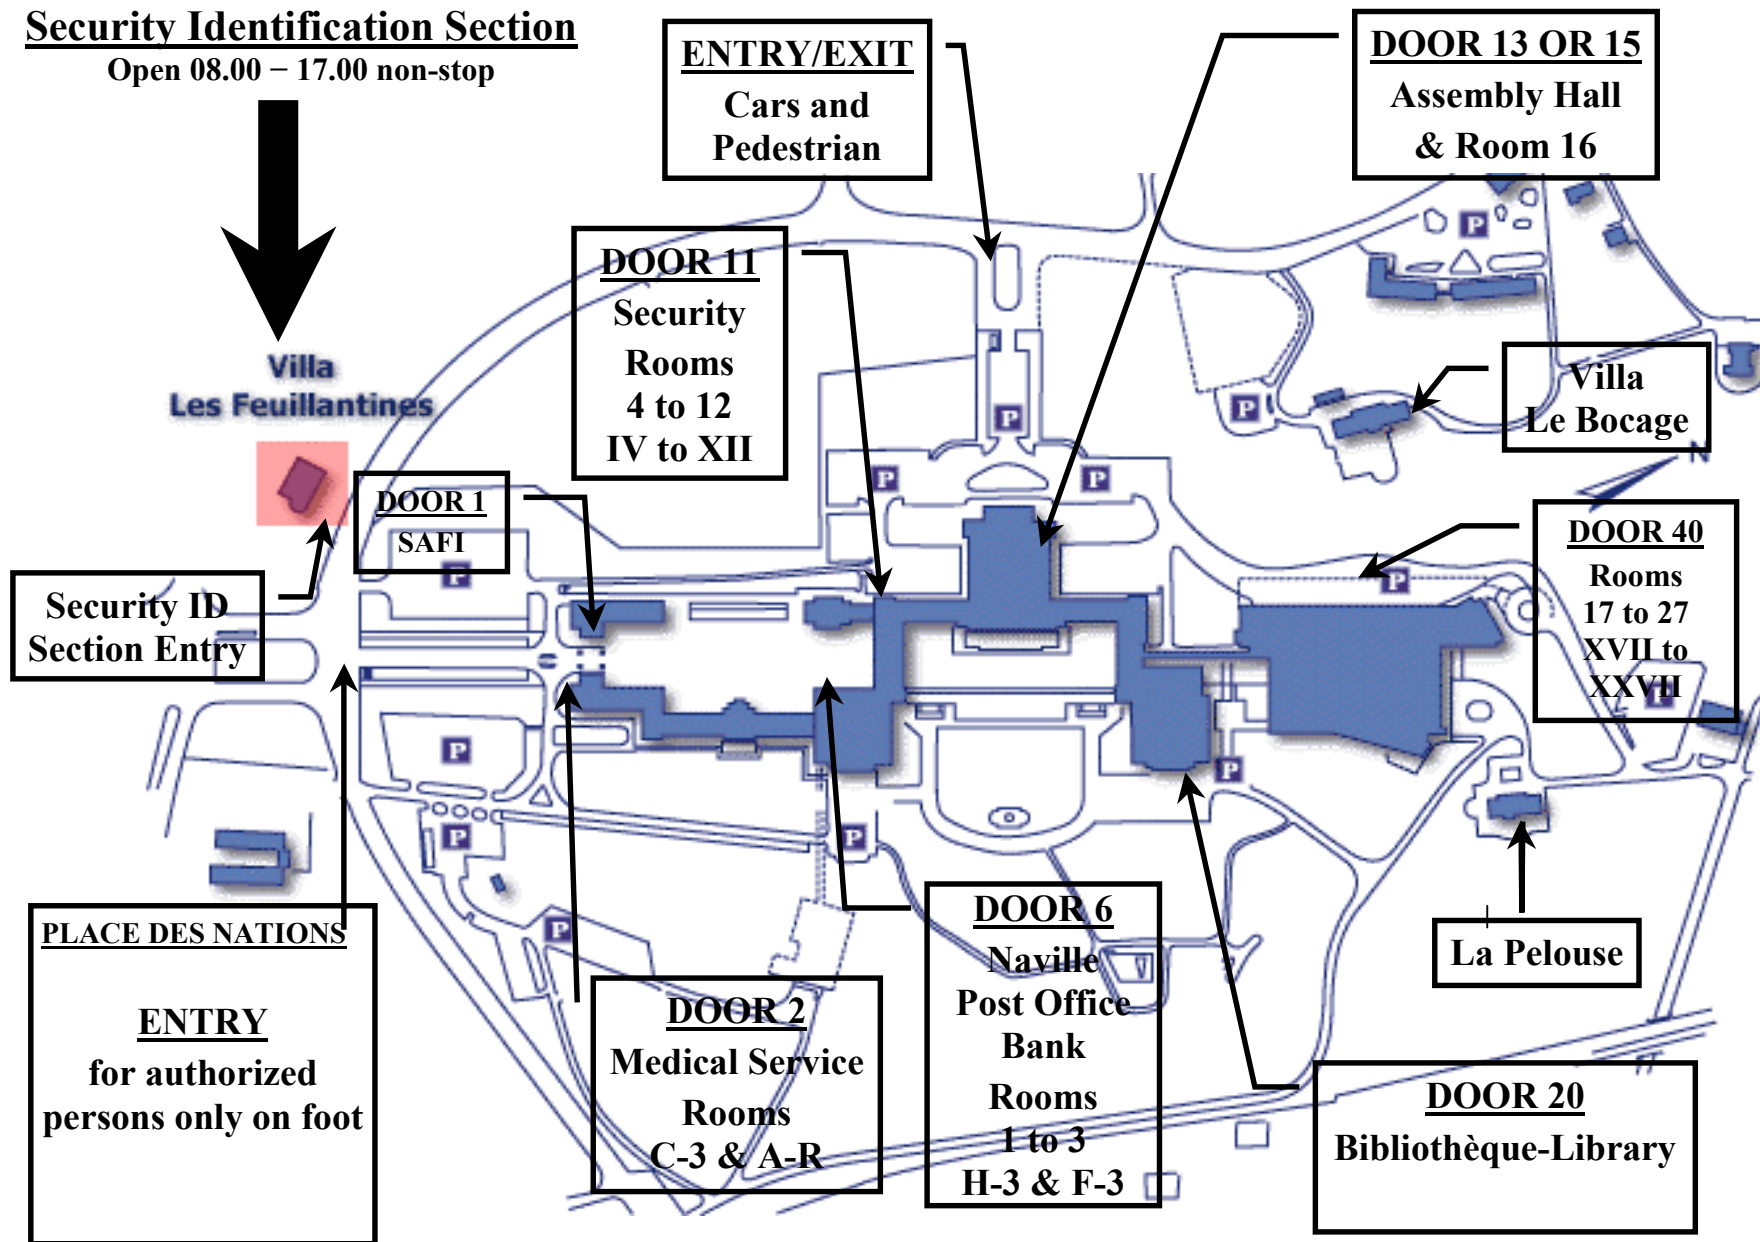 Security Identification Section
Open 08.00 – 17.00 non-stop
ENTRY/EXIT
Cars and
Pedestrian
DOOR 13 OR 15
Assembly Hall
& Room 16
DOOR 11
Security
Rooms
4 to 12
IV to XII
Villa
Les Feuillantines
Villa
Le Bocage
N
DOOR 1
SAFI
DOOR 40
Rooms
17 to 27
XVII to
XXVII
Security ID
Section Entry
P
P
P
P
P
P
P
P
P
P
P
P
P
P
PLACE DES NATIONS
ENTRY
for authorized
persons only on foot
DOOR 2
Medical Service
Rooms
C-3 & A-R
DOOR 6
Naville
Post Office
Bank
Rooms
1 to 3
H-3 & F-3
La Pelouse
DOOR 20
Bibliothèque-Library